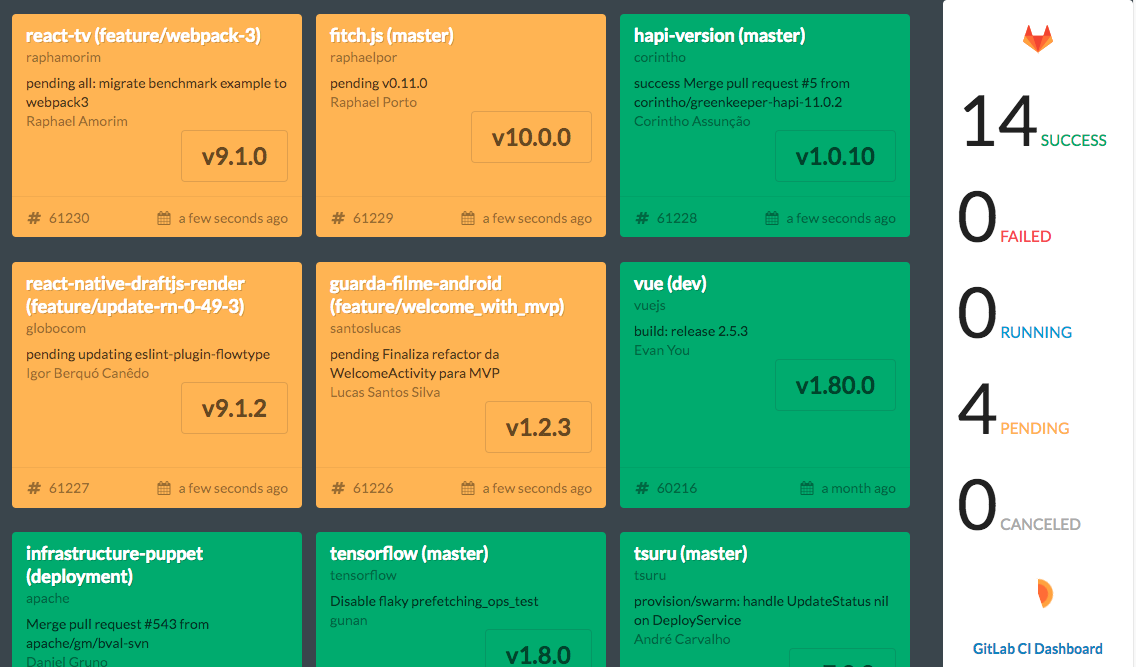 react-tv (feature/webpack-3)
raphamorim
pending all: migrate benchmark example to
webpack3
Raphael Amorim
v9.1.0
# 61230
a few seconds ago
fitch.js (master)
raphaelpor
pending v0.11.0
Raphael Porto
v10.0.0
# 61229
a few seconds ago
hapi-version (master)
corintho
success Merge pull request #5 from
corintho/greenkeeper-hapi-11.0.2
Corintho Assunção
v1.0.10
# 61228
a few seconds ago
react-native-draftjs-render
(feature/update-rn-0-49-3)
globocom
pending updating eslint-plugin-flowtype
Igor Berquó Canêdo
v9.1.2
# 61227
a few seconds ago
guarda-filme-android
(feature/welcome_with_mvp)
santoslucas
pending Finaliza refactor da
WelcomeActivity para MVP
Lucas Santos Silva
v1.2.3
# 61226
a few seconds ago
vue (dev)
vuejs
build: release 2.5.3
Evan You
v1.80.0
# 60216
a month ago
infrastructure-puppet
(deployment)
apache
Merge pull request #543 from
apache/gm/bval-svn
Daniel Gruno
tensorflow (master)
tensorflow
Disable flaky prefetching_ops_test
gunan
v1.8.0
tsuru (master)
tsuru
provision/swarm: handle UpdateStatus nil
on DeployService
André Carvalho
14 SUCCESS
0 FAILED
0 RUNNING
4 PENDING
0 CANCELED
GitLab CI Dashboard